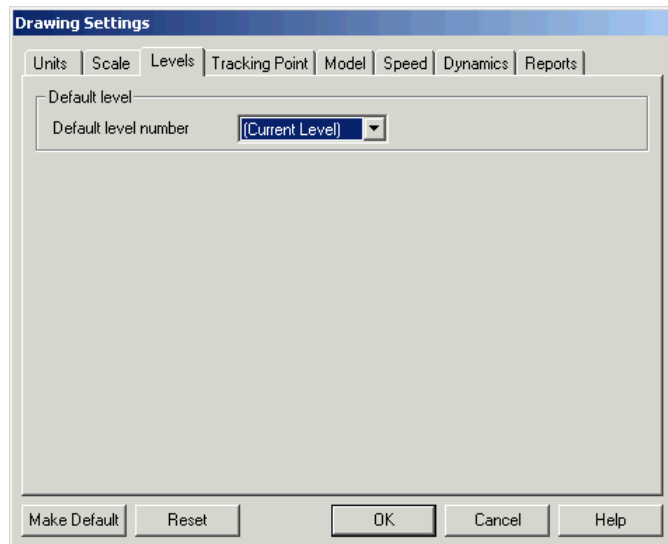 Drawing Settings
Units Scale Levels Tracking Point Model Speed Dynamics Reports
Default level
Default level number (Current Level)
Make Default Reset OK Cancel Help